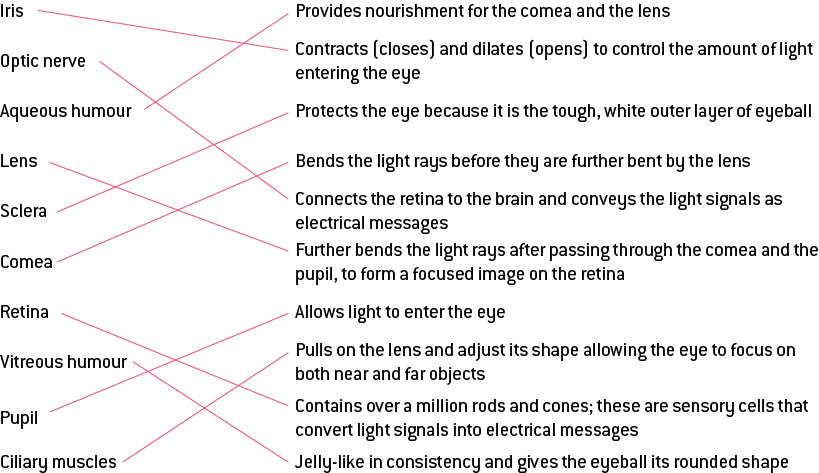 Iris
Provides nourishment for the comea and the lens
Contracts (closes) and dilates (opens) to control the amount of light
entering the eye
Optic nerve
Aqueous humour
Protects the eye because it is the tough, white outer layer of eyeball
Lens
Bends the light rays before they are further bent by the lens
Connects the retina to the brain and conveys the light signals as
electrical messages
Sclera
Further bends the light rays after passing through the comea and the
pupil, to form a focused image on the retina
Comea
Retina
Allows light to enter the eye
Pulls on the lens and adjust its shape allowing the eye to focus on
both near and far objects
Vitreous humour
Contains over a million rods and cones; these are sensory cells that
convert light signals into electrical messages
Pupil
Ciliary muscles
Jelly-like in consistency and gives the eyeball its rounded shape